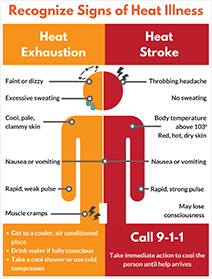 Recognize Signs of Heat Illness
Heat
Exhaustion
Heat
Stroke
Faint or dizzy
Throbbing headache
Excessive sweating
No sweating
Cool, pale,
clammy skin
Body temperature
above 103°
Red, hot, dry skin
Nausea or vomiting
Nausea or vomiting
Rapid, weak pulse
Rapid, strong pulse
Muscle cramps
May lose
consciousness
• Get to a cooler, air conditioned
place
• Drink water if fully conscious
• Take a cool shower or use cold
compresses
Call 9-1-1
Take immediate action to cool the
person until help arrives